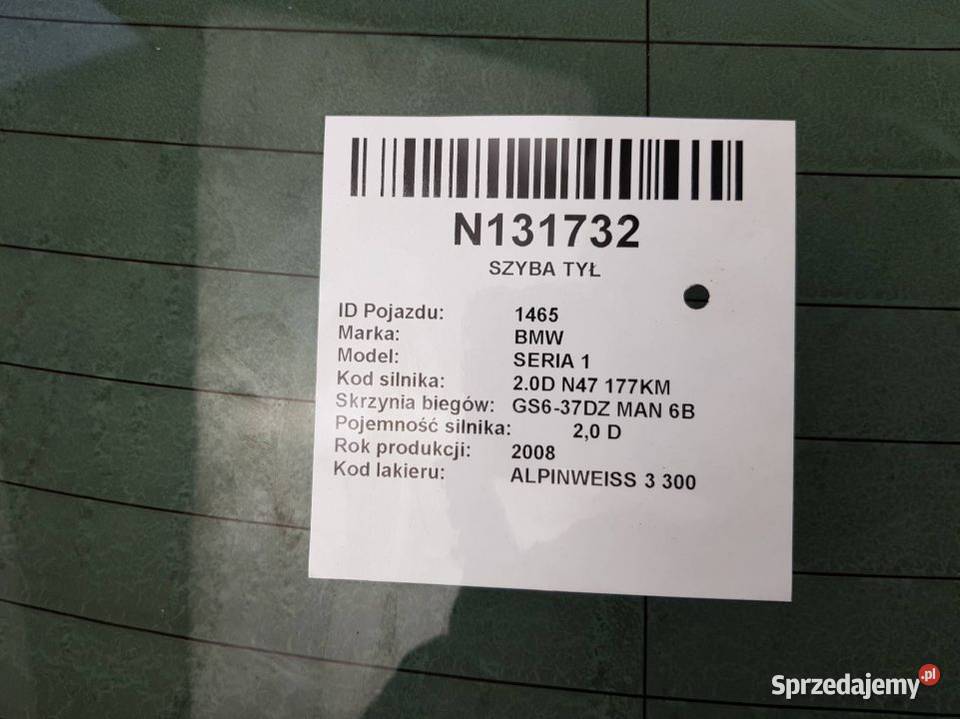 N131732
SZYBA TYŁ
ID Pojazdu: 1465
Marka: BMW
Model: SERIA 1
Kod silnika: 2.0D N47 177KM
Skrzynia biegów: GS6-37DZ MAN 6B
Pojemność silnika: 2,0 D
Rok produkcji: 2008
Kod lakieru: ALPINWEISS 3 300
Sprzedajemy.pl